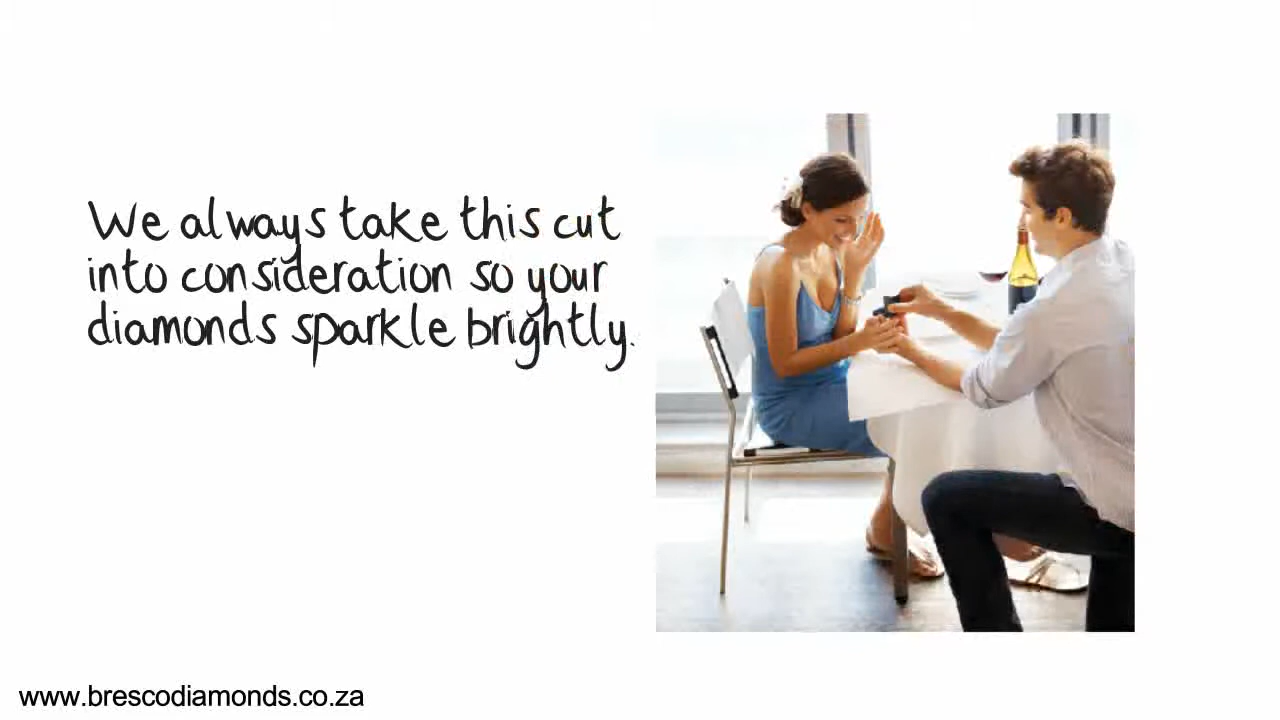 We always take this cut
into consideration so your
diamonds sparkle brightly.
www.brescodiamonds.co.za